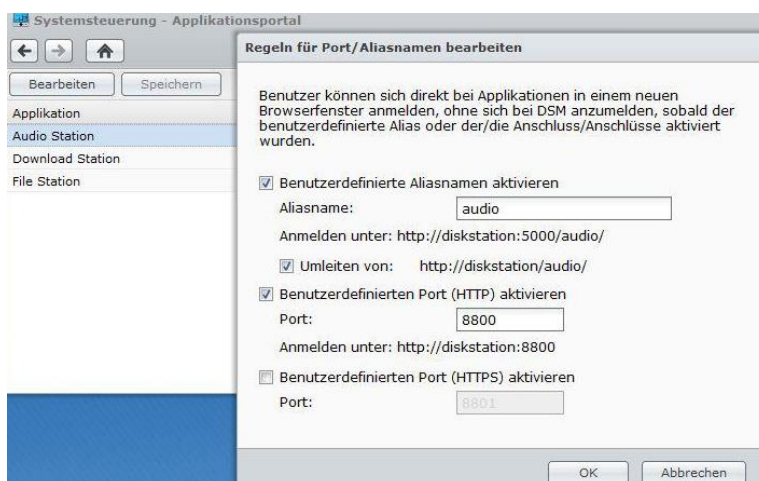 Systemsteuerung - Applikationsportal
Bearbeiten
Speichern
Applikation
Audio Station
Download Station
File Station
Regeln für Port/Aliasnamen bearbeiten
Benutzer können sich direkt bei Applikationen in einem neuen
Browserfenster anmelden, ohne sich bei DSM anzumelden, sobald der
benutzerdefinierte Alias oder der/die Anschluss/Anschlüsse aktiviert
wurden.
Benutzerdefinierte Aliasnamen aktivieren
Aliasname: audio
Anmelden unter: http://diskstation:5000/audio/
Umleiten von: http://diskstation/audio/
Benutzerdefinierten Port (HTTP) aktivieren
Port: 8800
Anmelden unter: http://diskstation:8800
Benutzerdefinierten Port (HTTPS) aktivieren
Port: 8801
OK
Abbrechen